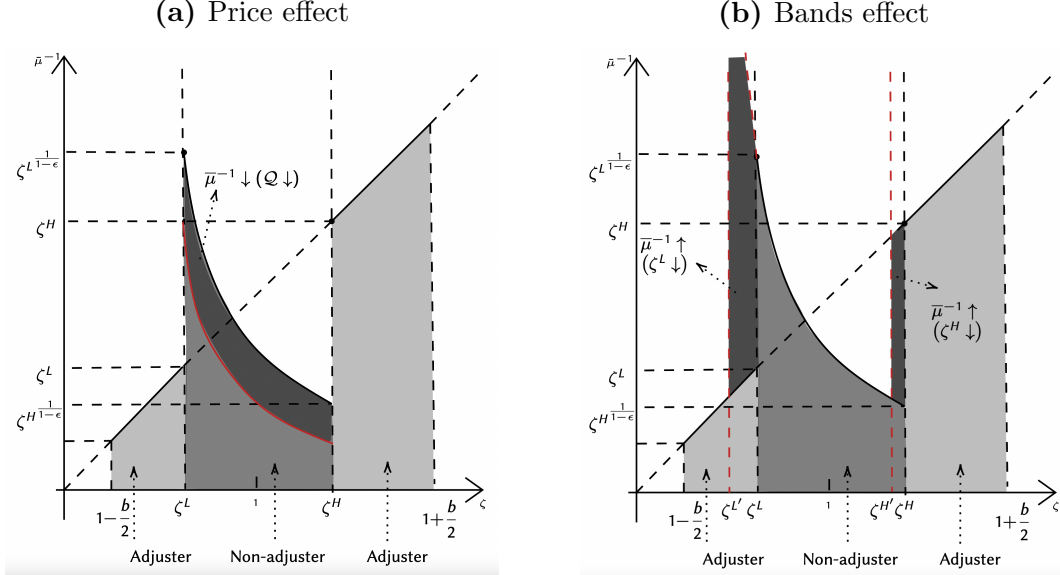 (a) Price effect
μ̄⁻¹
ζ^L^(1/(1−ϵ))
μ̄⁻¹ ↓ (Q ↓)
ζ^H
ζ^L
ζ^H^(1/(1−ϵ))
1−b/2
ζ^L
1
ζ^H
1+b/2
ζ
Adjuster
Non-adjuster
Adjuster
(b) Bands effect
μ̄⁻¹
ζ^L^(1/(1−ϵ))
ζ^H
μ̄⁻¹ ↑
(ζ^L ↓)
μ̄⁻¹ ↑
(ζ^H ↓)
ζ^L
ζ^H^(1/(1−ϵ))
1−b/2
ζ^L′
ζ^L
1
ζ^H′
ζ^H
1+b/2
ζ
Adjuster
Non-adjuster
Adjuster